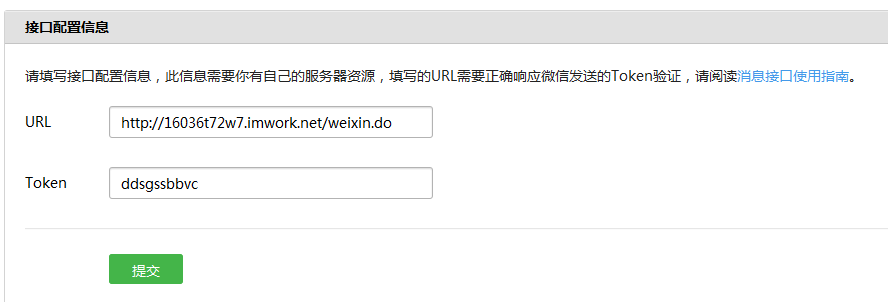 接口配置信息
请填写接口配置信息，此信息需要你有自己的服务器资源，填写的URL需要正确响应微信发送的Token验证，请阅读消息接口使用指南。
URL http://16036t72w7.imwork.net/weixin.do
Token ddsgssbbvc
提交